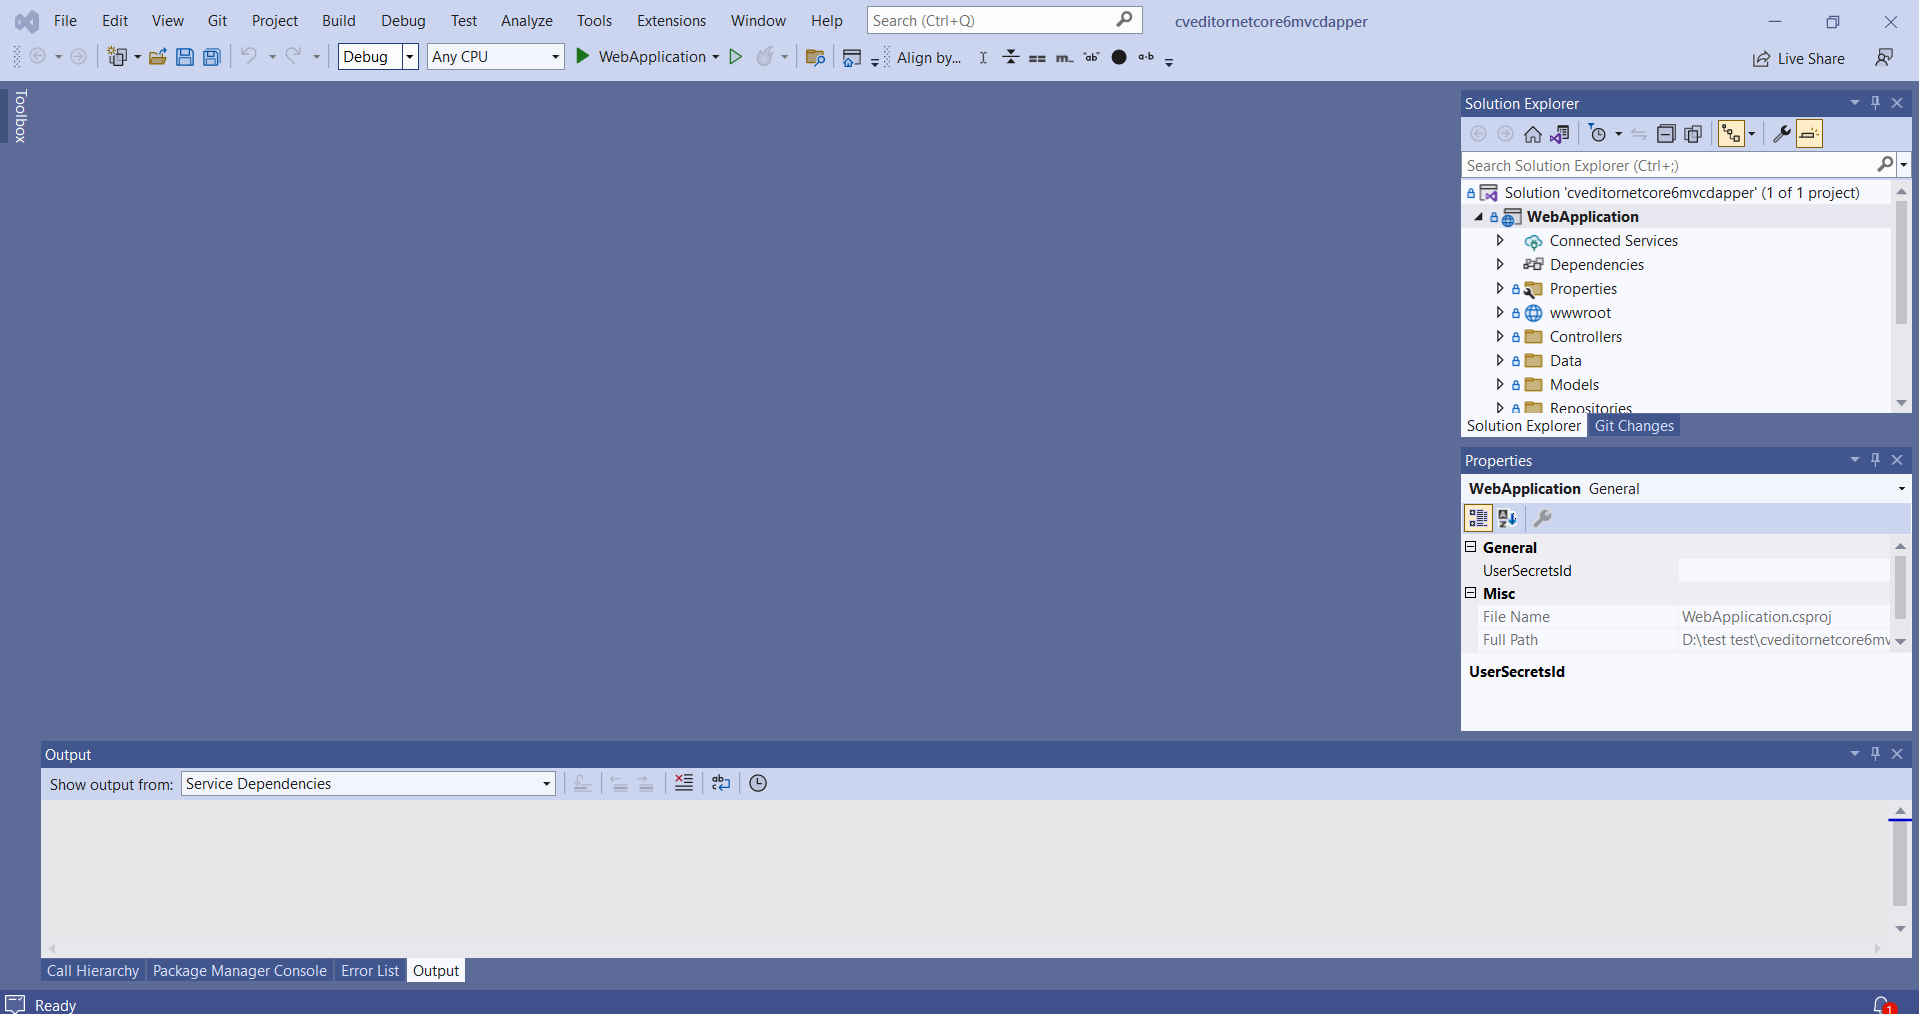 File Edit View Git Project Build Debug Test Analyze Tools Extensions Window Help Search (Ctrl+Q) cveditornetcore6mvcdapper
Debug Any CPU WebApplication Align by... Live Share
Toolbox
Solution Explorer
Search Solution Explorer (Ctrl+;)
Solution 'cveditornetcore6mvcdapper' (1 of 1 project)
WebApplication
Connected Services
Dependencies
Properties
wwwroot
Controllers
Data
Models
Repositories
Solution Explorer Git Changes
Properties
WebApplication General
General
UserSecretsId
Misc
File Name WebApplication.csproj
Full Path D:\test test\cveditornetcore6mv
UserSecretsId
Output
Show output from: Service Dependencies
Call Hierarchy Package Manager Console Error List Output
Ready 1